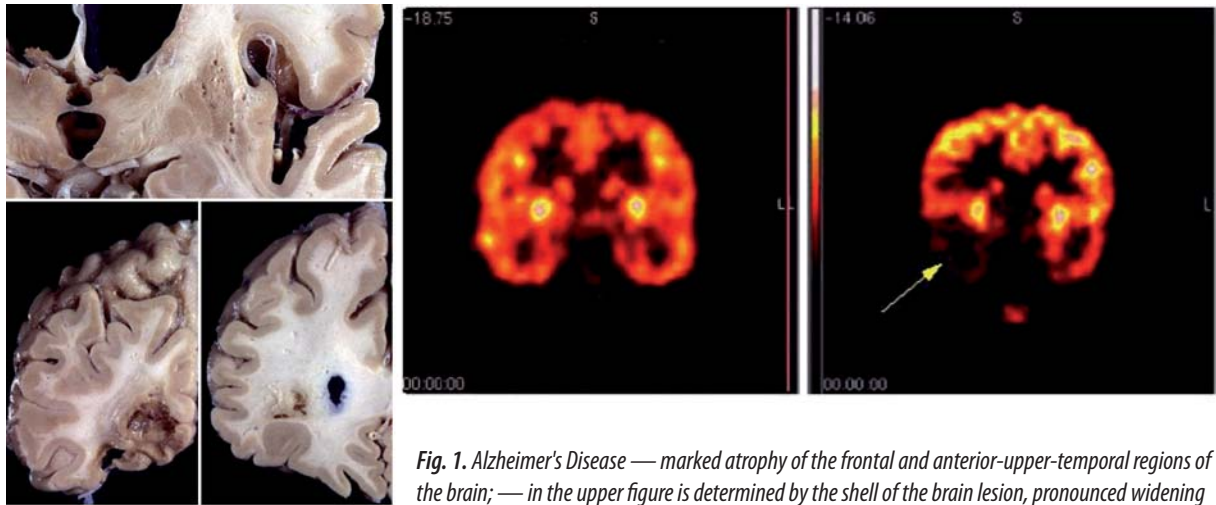 -18.75
S
L
00:00:00
-14.06
S
L
00:00:00
Fig. 1. Alzheimer's Disease — marked atrophy of the frontal and anterior-upper-temporal regions of
the brain; — in the upper figure is determined by the shell of the brain lesion, pronounced widening